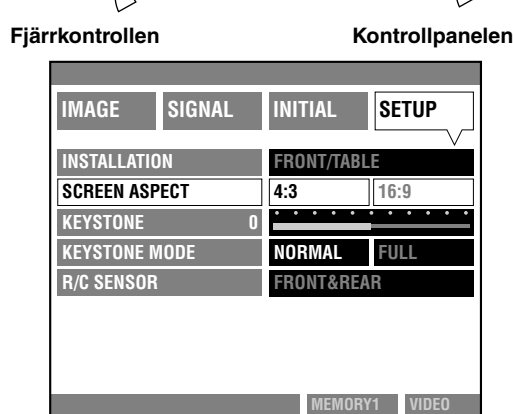 Fjärrkontrollen Kontrollpanelen
IMAGE SIGNAL INITIAL SETUP
INSTALLATION FRONT/TABLE
SCREEN ASPECT 4:3 16:9
KEYSTONE 0
KEYSTONE MODE NORMAL FULL
R/C SENSOR FRONT&REAR
MEMORY1 VIDEO